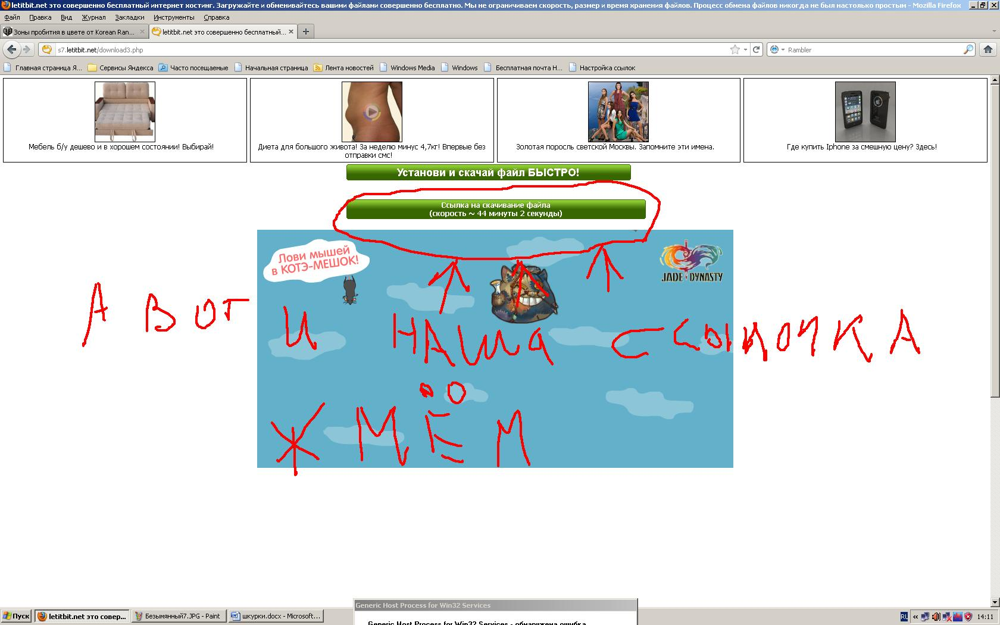 letitbit.net это совершенно бесплатный интернет хостинг. Загружайте и обменивайтесь вашими файлами совершенно бесплатно. Мы не ограничиваем скорость, размер и время хранения файлов. Процесс обмена файлов никогда не был настолько простым - Mozilla Firefox
Файл Правка Вид Журнал Закладки Инструменты Справка
Зоны пробития в цвете от Korean Ran... letitbit.net это совершенно бесплатный...
s7.letitbit.net/download3.php Rambler
Главная страница Я... Сервисы Яндекса Часто посещаемые Начальная страница Лента новостей Windows Media Windows Бесплатная почта H... Настройка ссылок
Мебель б/у дешево и в хорошем состоянии! Выбирай!
Диета для большого живота! За неделю минус 4,7кг! Впервые без
отправки смс!
Золотая поросль светской Москвы. Запомните эти имена.
Где купить Iphone за смешную цену? Здесь!
Установи и скачай файл БЫСТРО!
Ссылка на скачивание файла
(скорость ~ 44 минуты 2 секунды)
Лови мышей
в КОТЭ-МЕШОК!
JADE DYNASTY
А ВОТ И НАША ССЫЛОЧКА
ЖМЁМ
Generic Host Process for Win32 Services
Generic Host Process for Win32 Services - обнаружена ошибка
Пуск letitbit.net это совер... Безымянный7.JPG - Paint шкурки.docx - Microsoft... RL « 14:11